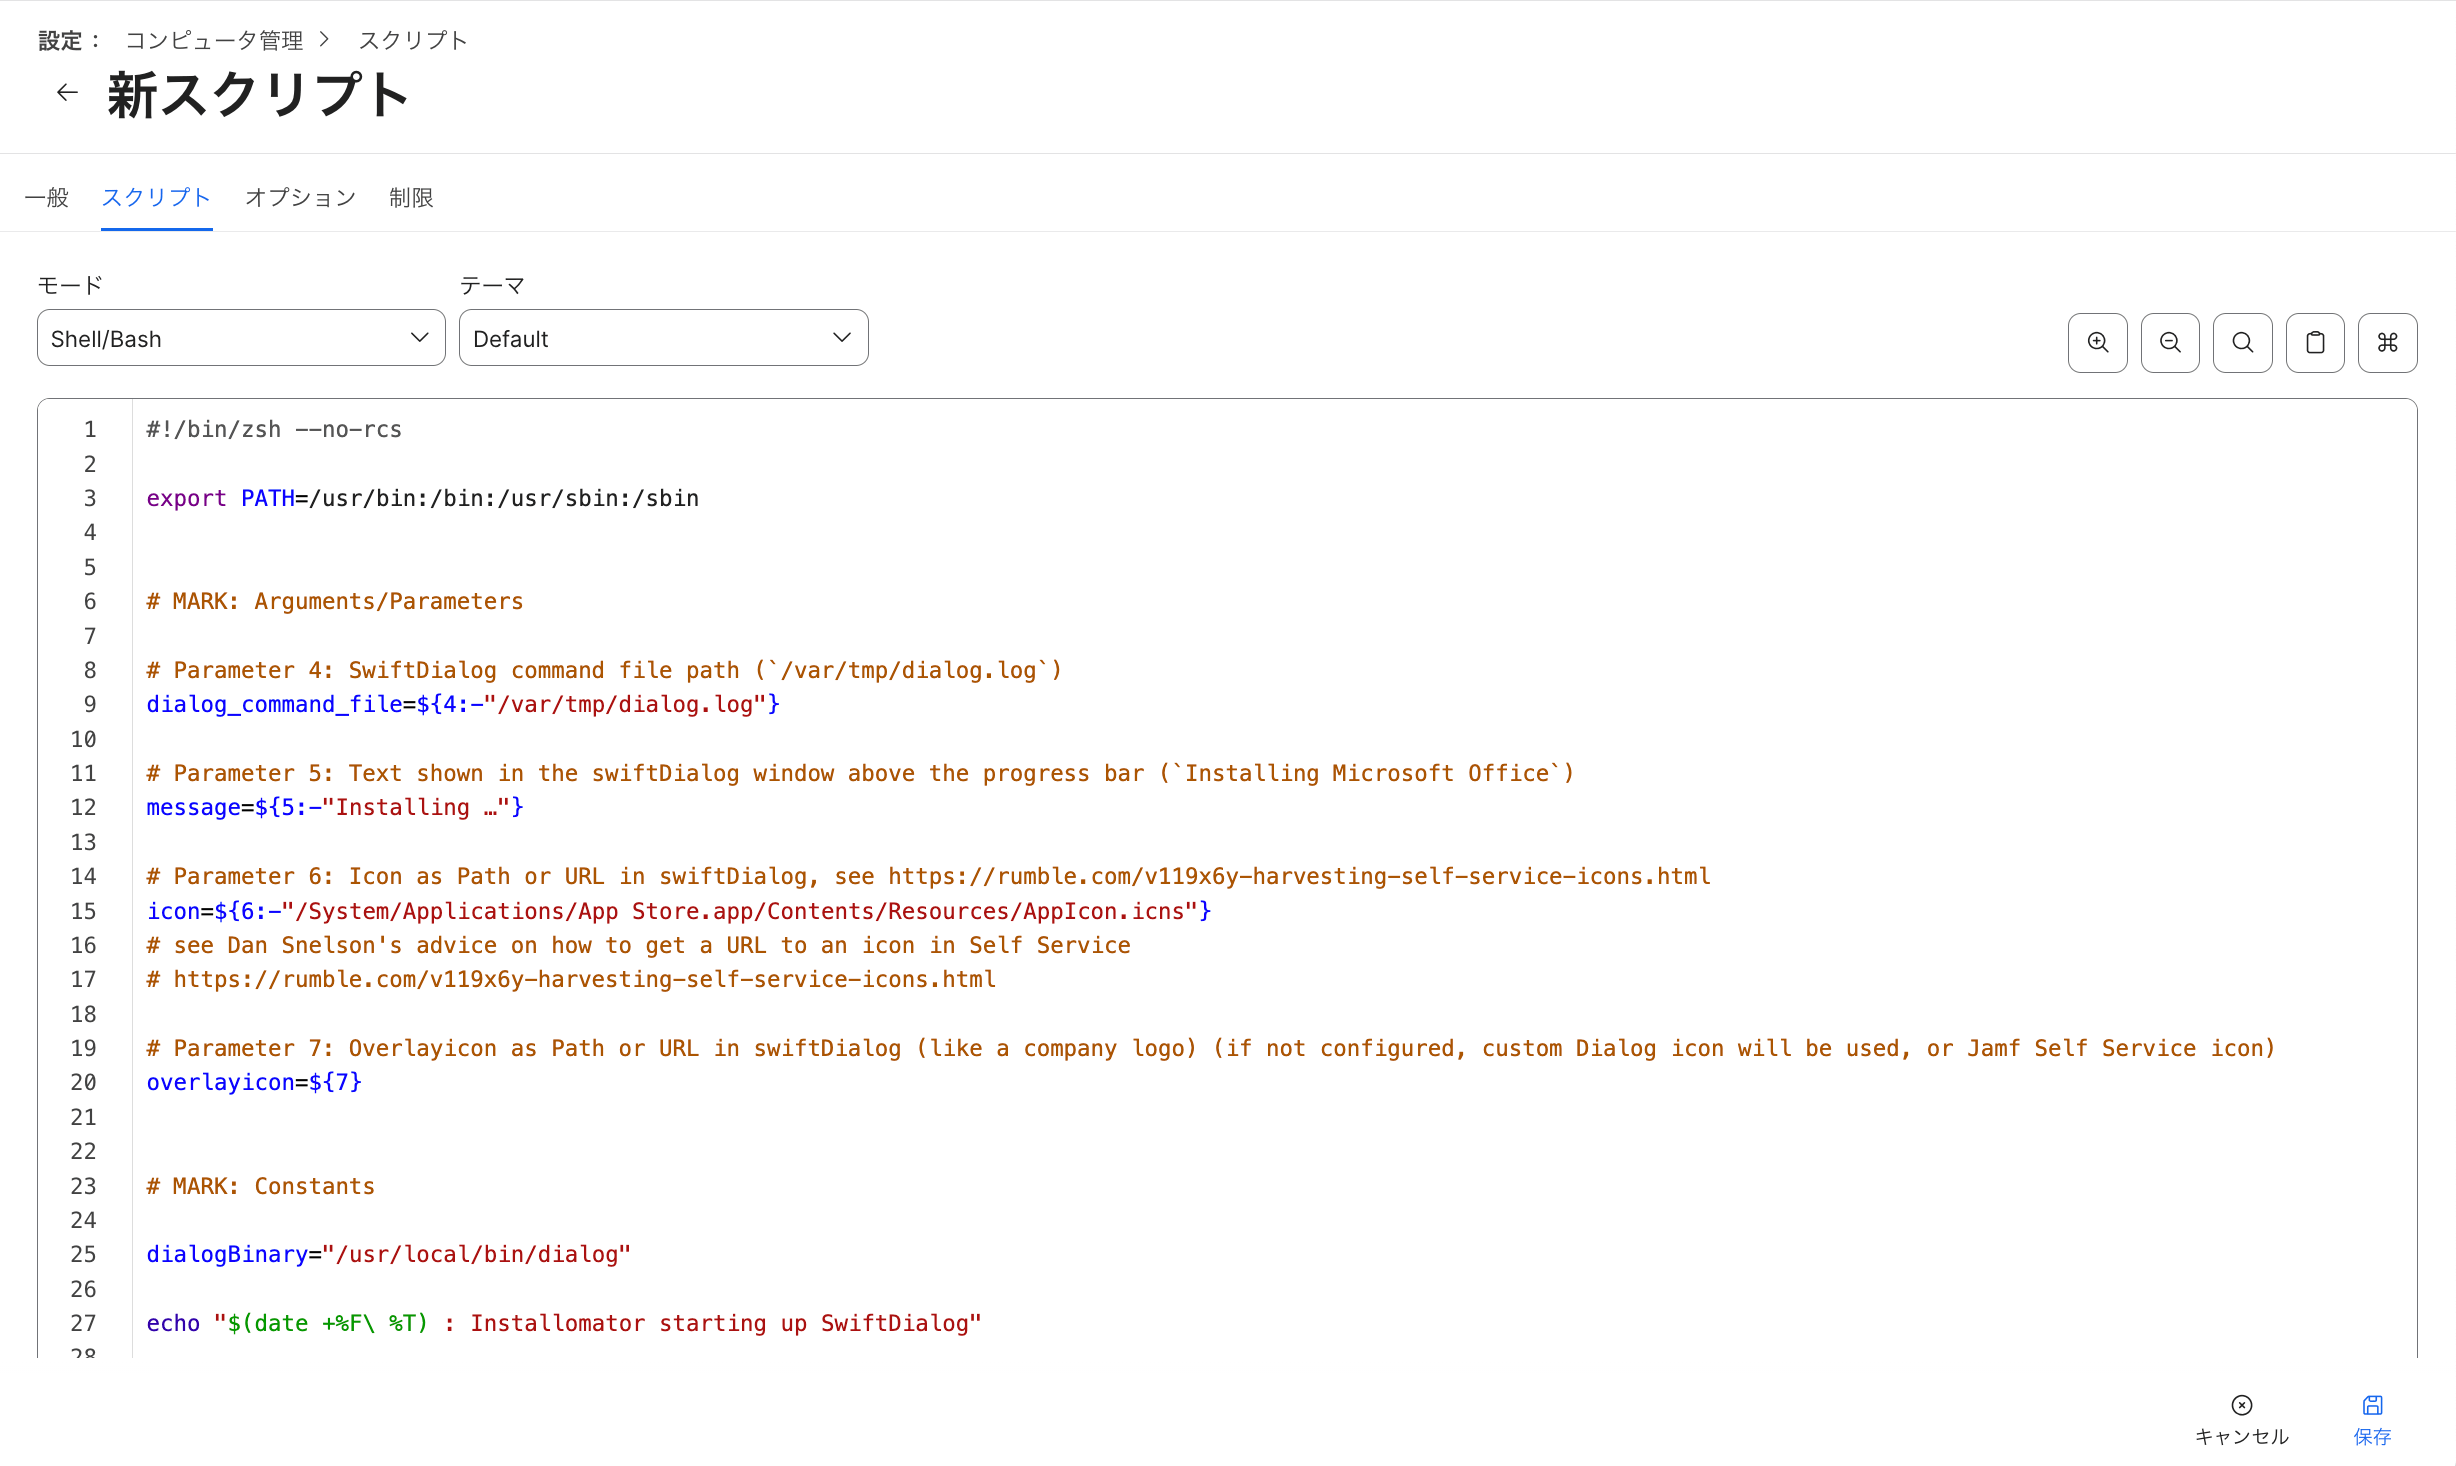 設定： コンピュータ管理 > スクリプト
← 新スクリプト
一般 スクリプト オプション 制限
モード テーマ
Shell/Bash Default
1 #!/bin/zsh --no-rcs
2
3 export PATH=/usr/bin:/bin:/usr/sbin:/sbin
4
5
6 # MARK: Arguments/Parameters
7
8 # Parameter 4: SwiftDialog command file path (`/var/tmp/dialog.log`)
9 dialog_command_file=${4:-"/var/tmp/dialog.log"}
10
11 # Parameter 5: Text shown in the swiftDialog window above the progress bar (`Installing Microsoft Office`)
12 message=${5:-"Installing …"}
13
14 # Parameter 6: Icon as Path or URL in swiftDialog, see https://rumble.com/v119x6y-harvesting-self-service-icons.html
15 icon=${6:-"/System/Applications/App Store.app/Contents/Resources/AppIcon.icns"}
16 # see Dan Snelson's advice on how to get a URL to an icon in Self Service
17 # https://rumble.com/v119x6y-harvesting-self-service-icons.html
18
19 # Parameter 7: Overlayicon as Path or URL in swiftDialog (like a company logo) (if not configured, custom Dialog icon will be used, or Jamf Self Service icon)
20 overlayicon=${7}
21
22
23 # MARK: Constants
24
25 dialogBinary="/usr/local/bin/dialog"
26
27 echo "$(date +%F\ %T) : Installomator starting up SwiftDialog"
28
キャンセル 保存